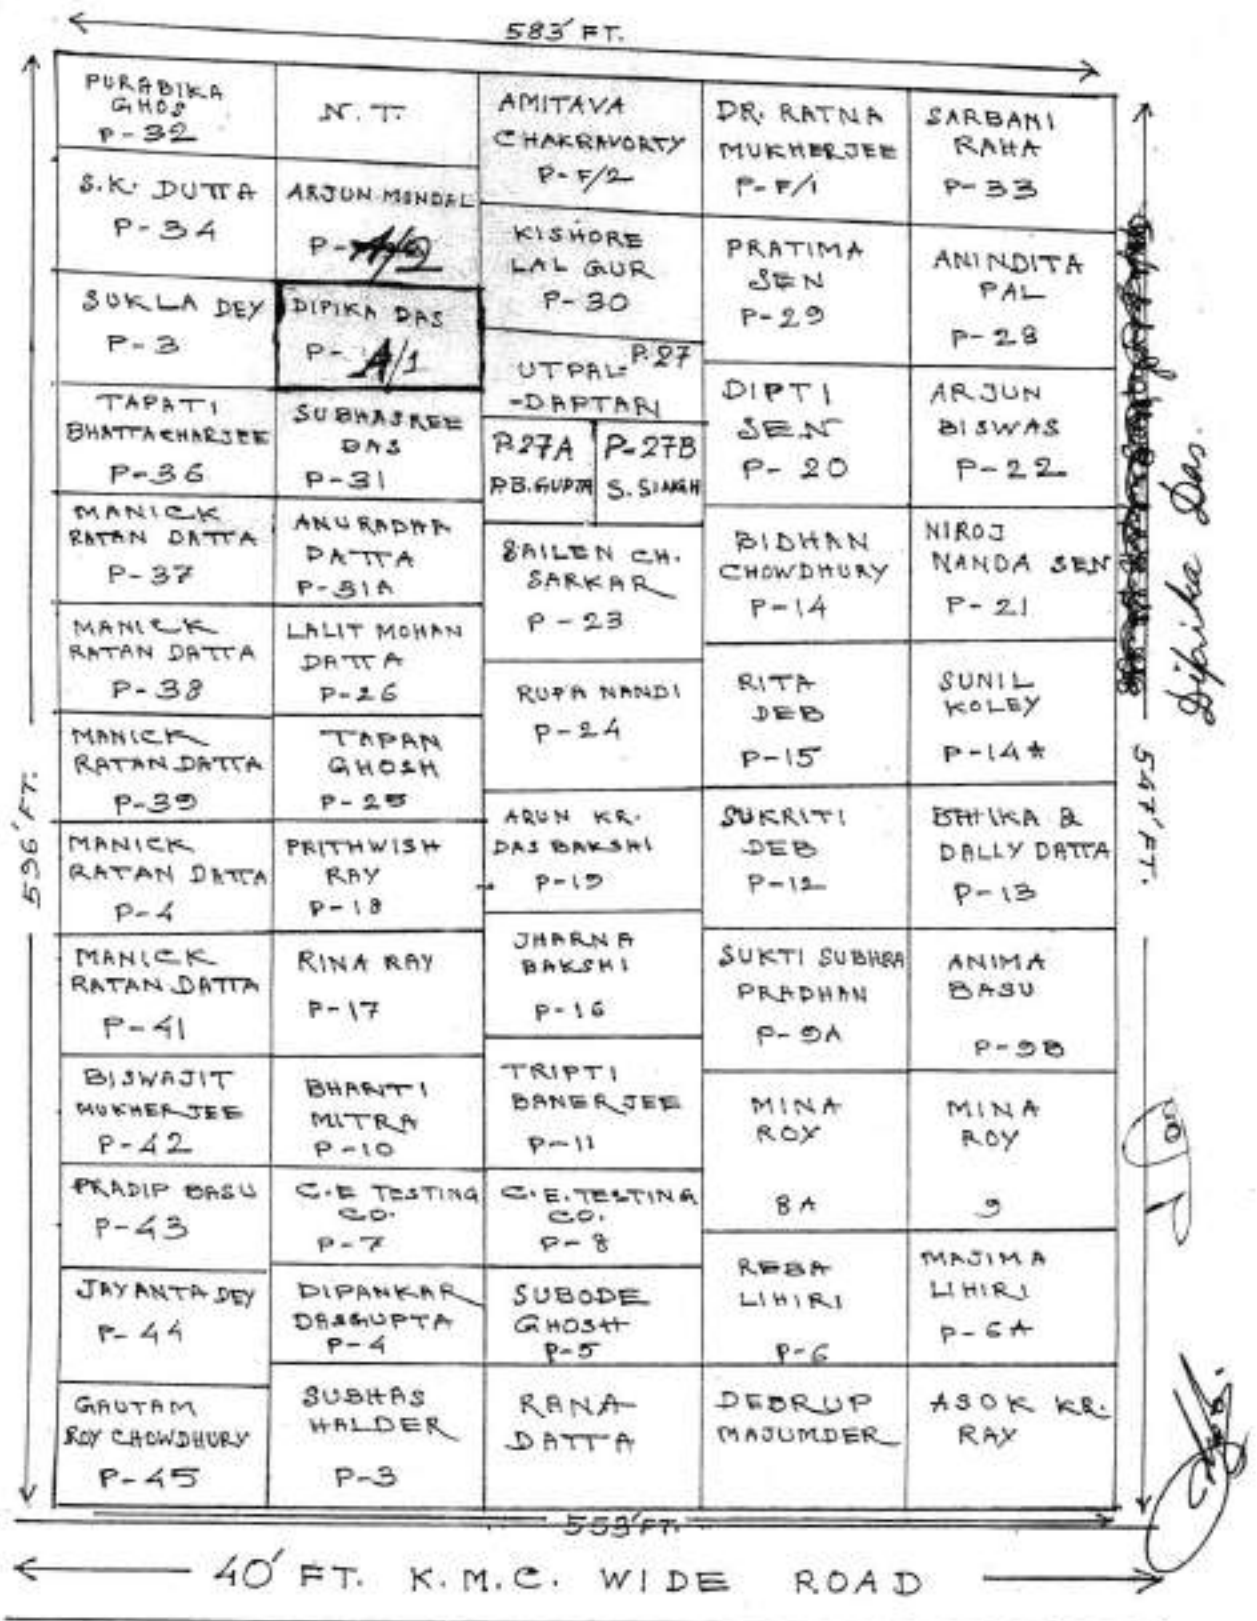 583' FT.
PURABIKA
GHOS
P-32
N.T.
AMITAVA
CHAKRAVORTY
P-F/2
DR. RATNA
MUKHERJEE
P-F/1
SARBANI
RAHA
P-33
S.K. DUTTA
P-34
ARJUN MONDAL
P-A/2
KISHORE
LAL GUR
P-30
PRATIMA
SEN
P-29
ANINDITA
PAL
P-28
SUKLA DEY
P-3
DIPIKA DAS
P-A/1
UTPAL- P.27
-DAPTARI
DIPTI
SEN
P-20
ARJUN
BISWAS
P-22
TAPATI
BHATTACHARJEE
P-36
SUBHASREE
DAS
P-31
P.27A
P.B. GUPTA
P-27B
S. SINGH
MANICK
RATAN DATTA
P-37
ANURADHA
DATTA
P-31A
SAILEN CH.
SARKAR
P-23
BIDHAN
CHOWDHURY
P-14
NIROJ
NANDA SEN
P-21
MANICK
RATAN DATTA
P-38
LALIT MOHAN
DATTA
P-26
RUPA NANDI
P-24
RITA
DEB
P-15
SUNIL
KOLEY
P-14*
MANICK
RATAN DATTA
P-39
TAPAN
GHOSH
P-25
ARUN KR.
DAS BAKSHI
P-19
SUKRITI
DEB
P-12
& DALLY DATTA
P-13
MANICK
RATAN DATTA
P-4
PRITHWISH
RAY
P-18
JHARNA
BAKSHI
P-16
SUKTI SUBHRA
PRADHAN
P-9A
ANIMA
BASU
P-9B
MANICK
RATAN DATTA
P-41
RINA RAY
P-17
TRIPTI
BANERJEE
P-11
MINA
ROY
8A
MINA
ROY
9
BISWAJIT
MUKHERJEE
P-42
BHARTI
MITRA
P-10
PRADIP BASU
P-43
C.E TESTING
CO.
P-7
C.E. TESTING
CO.
P-8
REBA
LIHIRI
P-6
MAJIMA
LIHIRI
P-6A
JAYANTA DEY
P-44
DIPANKAR
DASGUPTA
P-4
SUBODE
GHOSH
P-5
GAUTAM
ROY CHOWDHURY
P-45
SUBHAS
HALDER
P-3
RANA
DATTA
DEBRUP
MAJUMDER
ASOK KR.
RAY
596' FT.
547' FT.
Dipika Das.
553' FT.
40' FT. K.M.C. WIDE ROAD